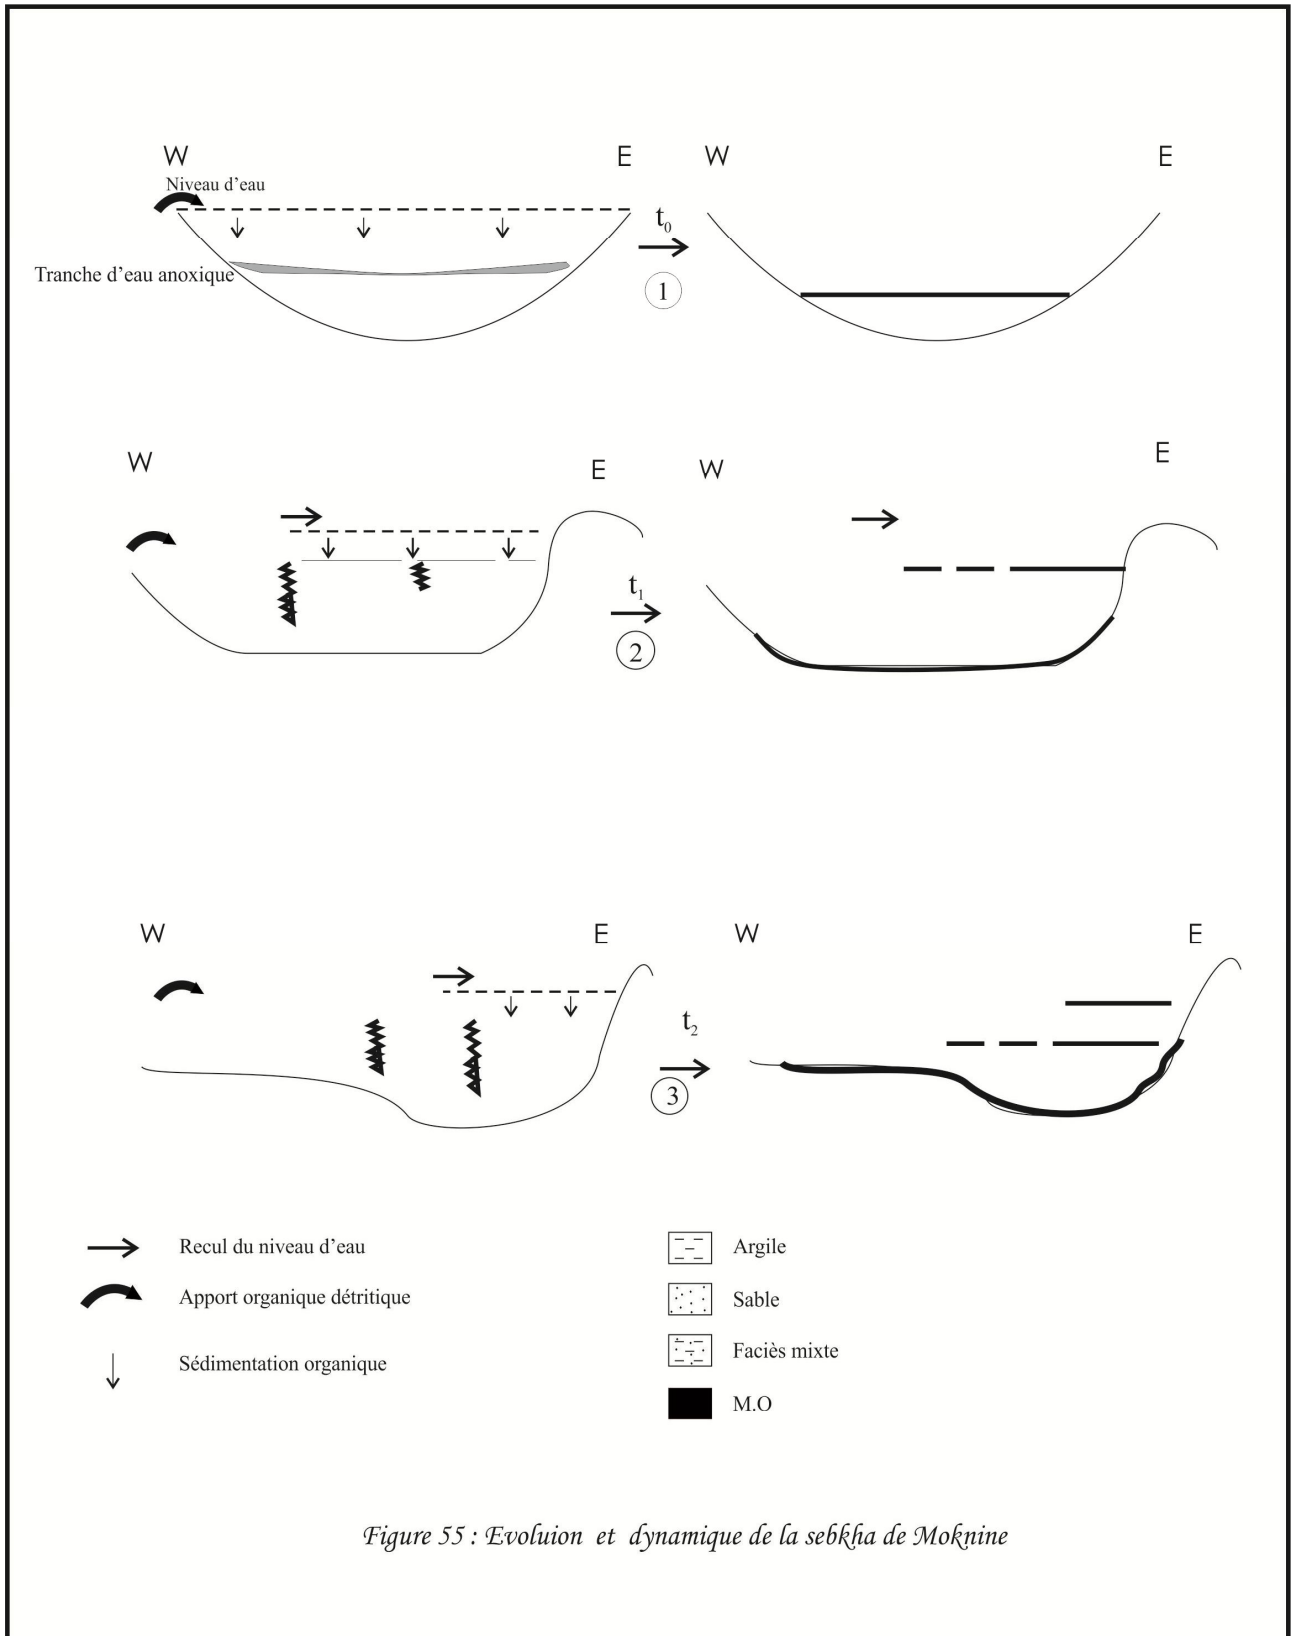 W E W E
Niveau d'eau
t0
Tranche d'eau anoxique
1
W E W E
t1
2
W E W E
t2
3
Recul du niveau d'eau
Apport organique détritique
Sédimentation organique
Argile
Sable
Faciès mixte
M.O
Figure 55 : Evoluion et dynamique de la sebkha de Moknine